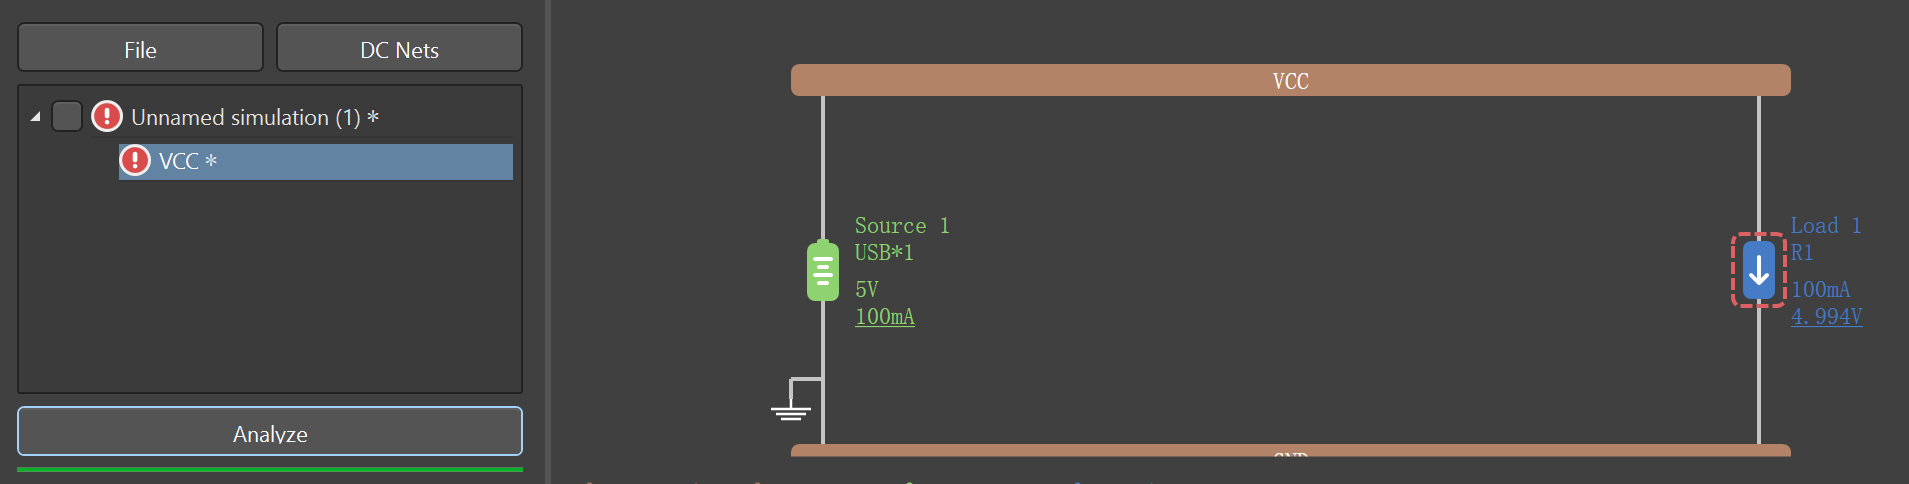 File
DC Nets
Unnamed simulation (1) *
VCC *
Analyze
VCC
Source 1
USB*1
5V
100mA
Load 1
R1
100mA
4.994V